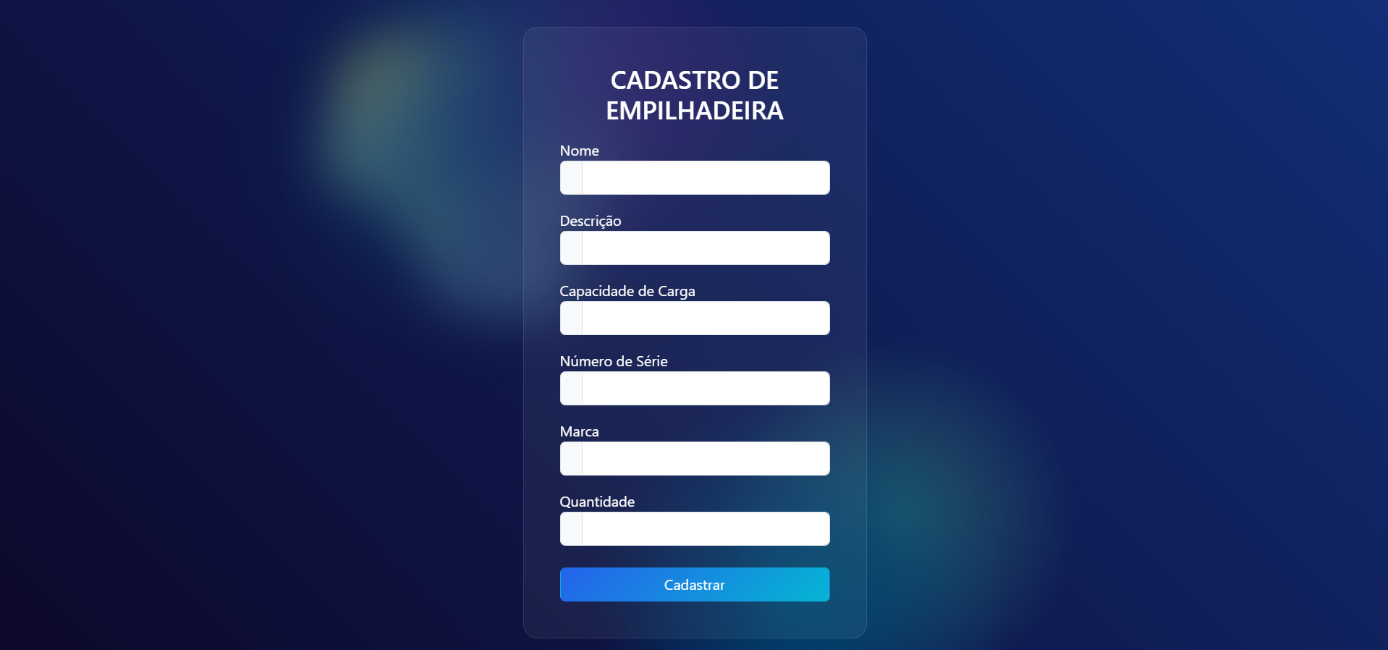 CADASTRO DE
EMPILHADEIRA
Nome
Descrição
Capacidade de Carga
Número de Série
Marca
Quantidade
Cadastrar